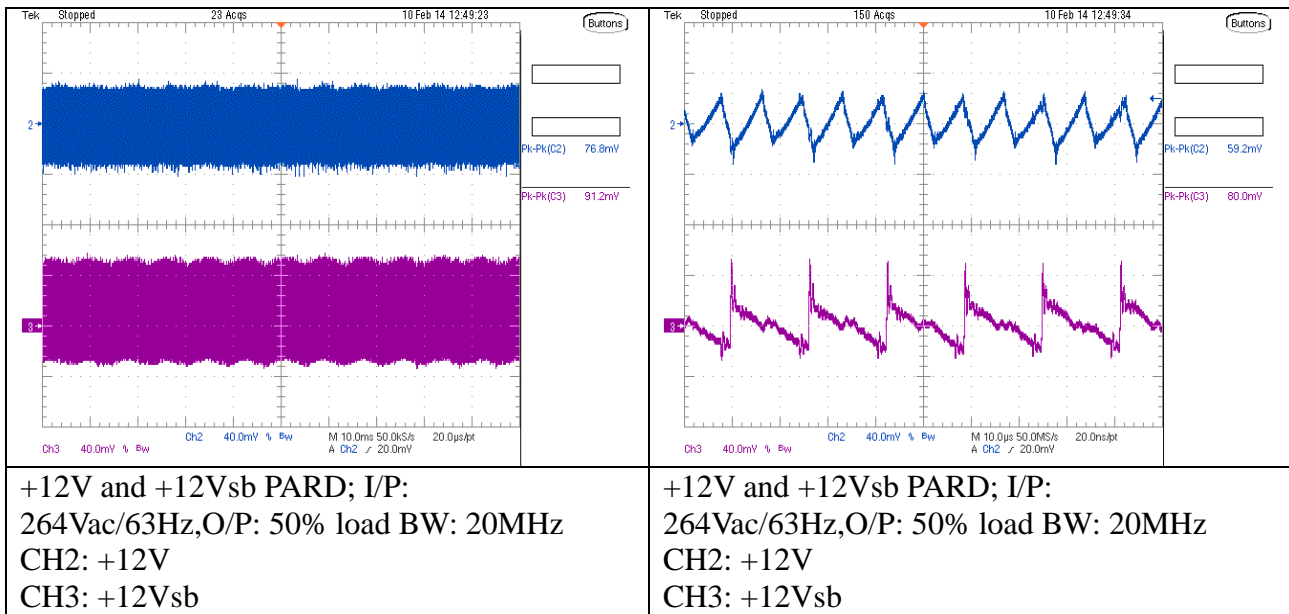 Tek Stopped 23 Acqs 10 Feb 14 12:49:23
Buttons
2
Pk-Pk(C2) 76.8mV
Pk-Pk(C3) 91.2mV
3
Ch2 40.0mV % Bw M 10.0ms 50.0kS/s 20.0µs/pt
Ch3 40.0mV % Bw A Ch2 20.0mV
+12V and +12Vsb PARD; I/P:
264Vac/63Hz,O/P: 50% load BW: 20MHz
CH2: +12V
CH3: +12Vsb
Tek Stopped 150 Acqs 10 Feb 14 12:49:34
Buttons
2
Pk-Pk(C2) 59.2mV
Pk-Pk(C3) 80.0mV
3
Ch2 40.0mV % Bw M 10.0µs 50.0MS/s 20.0ns/pt
Ch3 40.0mV % Bw A Ch2 20.0mV
+12V and +12Vsb PARD; I/P:
264Vac/63Hz,O/P: 50% load BW: 20MHz
CH2: +12V
CH3: +12Vsb